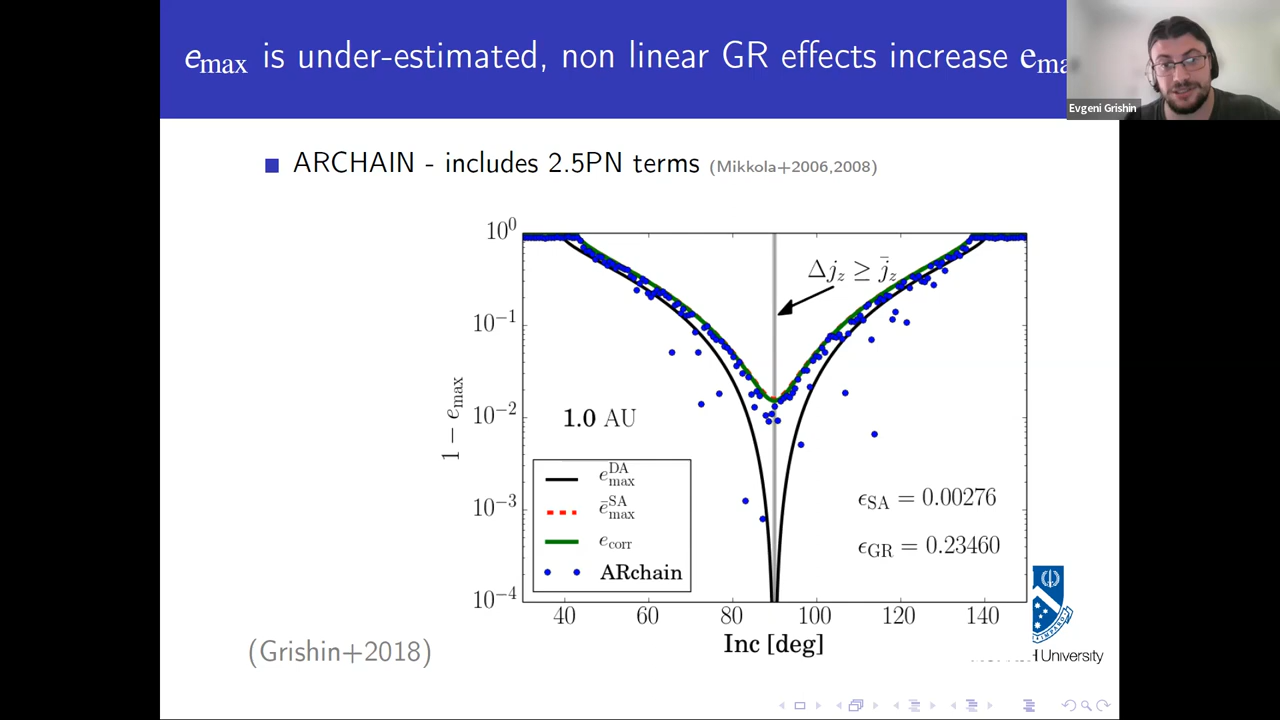 e_max is under-estimated, non linear GR effects increase e_ma
Evgeni Grishin
ARCHAIN - includes 2.5PN terms (Mikkola+2006,2008)
10^0
10^-1
10^-2
10^-3
10^-4
1 − e_max
Δj_z ≥ j̄_z
1.0 AU
e_max^DA
ē_max^SA
e_corr
ARchain
ϵ_SA = 0.00276
ϵ_GR = 0.23460
40 60 80 100 120 140
Inc [deg]
(Grishin+2018)
University